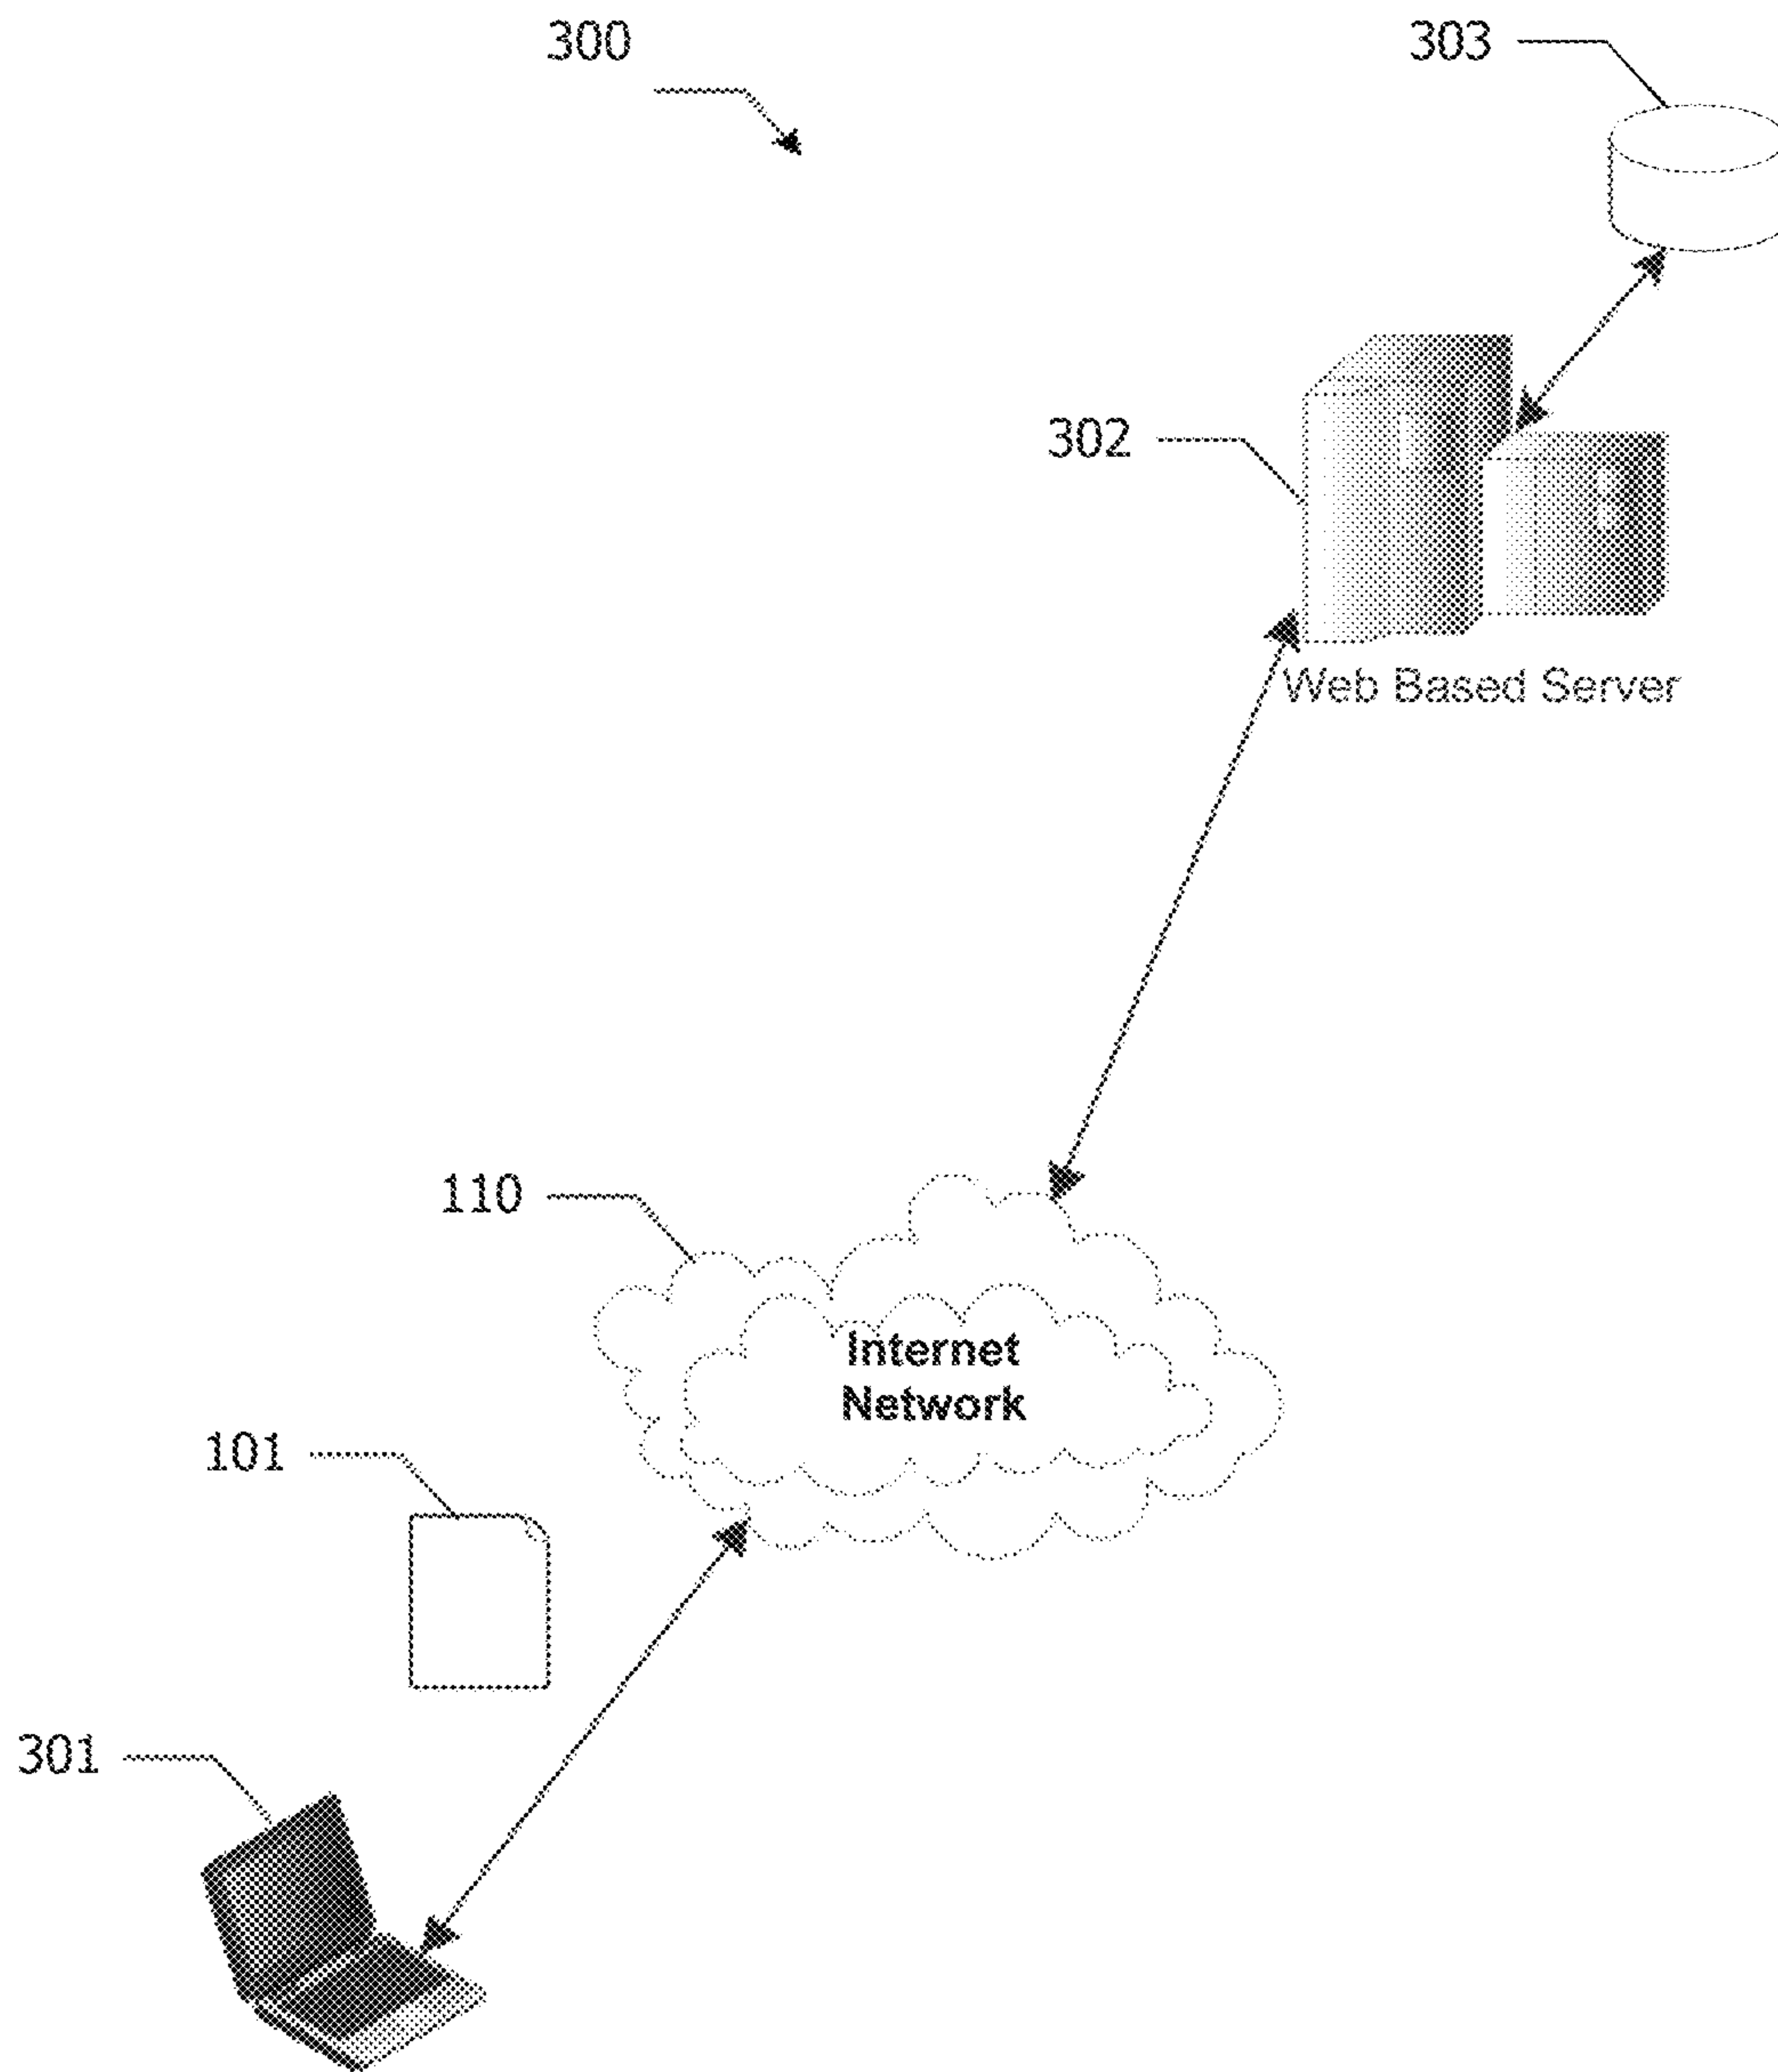 300
303
302
Web Based Server
110
Internet
Network
101
301